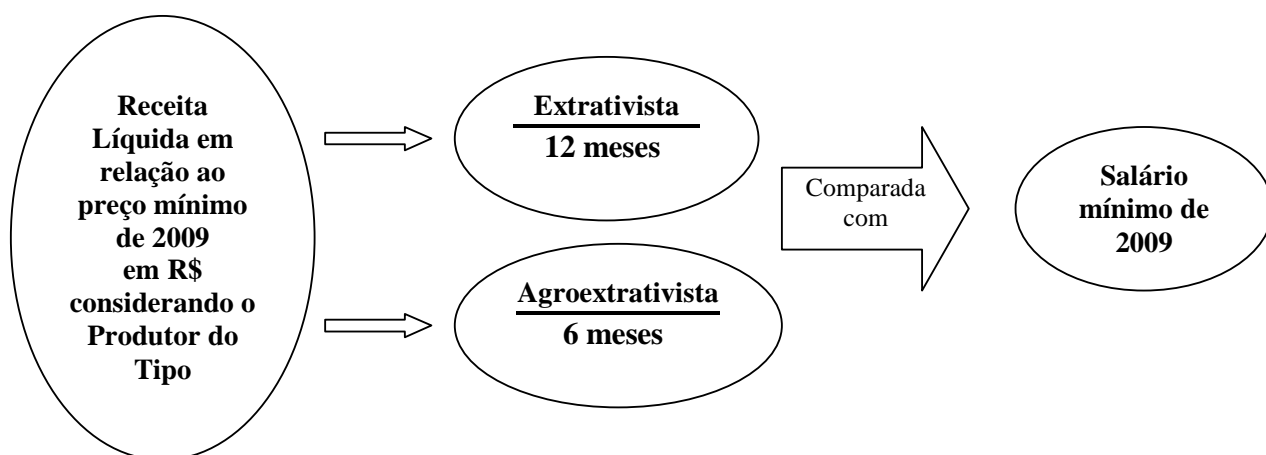 Receita
Líquida em
relação ao
preço mínimo
de 2009
em R$
considerando o
Produtor do
Tipo
Extrativista
12 meses
Agroextrativista
6 meses
Comparada
com
Salário
mínimo de
2009